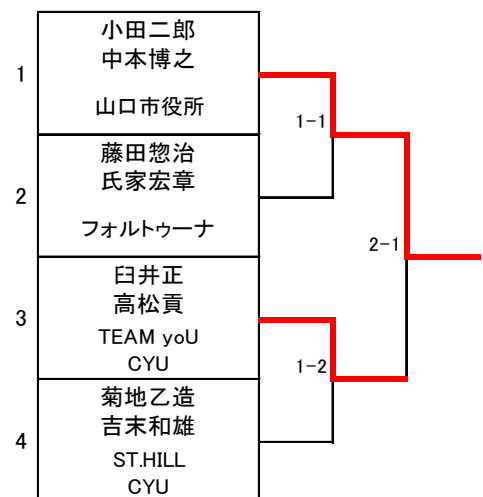 1
小田二郎
中本博之
山口市役所
1-1
2
藤田惣治
氏家宏章
フォルトゥーナ
2-1
3
臼井正
高松貢
TEAM yoU
CYU
1-2
4
菊地乙造
吉末和雄
ST.HILL
CYU